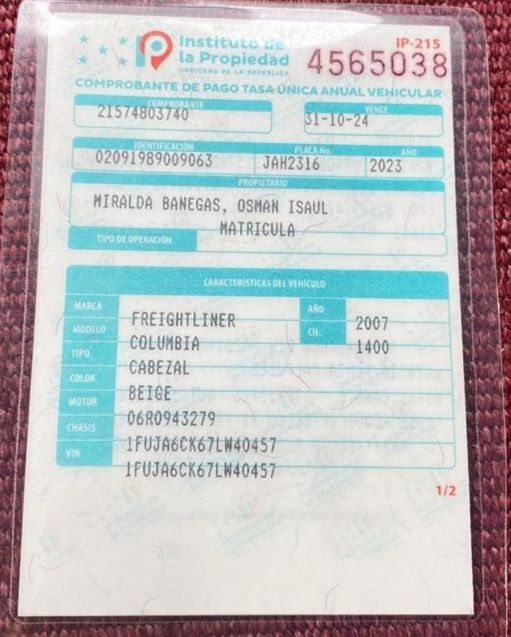 Instituto de
la Propiedad
GOBIERNO DE LA REPÚBLICA
IP-215
4565038
COMPROBANTE DE PAGO TASA ÚNICA ANUAL VEHICULAR
COMPROBANTE
21574803740
VENCE
31-10-24
IDENTIFICACIÓN
02091989009063
PLACA No.
JAH2316
AÑO
2023
PROPIETARIO
MIRALDA BANEGAS, OSMAN ISAUL
MATRICULA
TIPO DE OPERACIÓN
CARACTERÍSTICAS DEL VEHÍCULO
MARCA
FREIGHTLINER
AÑO
2007
MODELO
COLUMBIA
CIL.
1400
TIPO
CABEZAL
COLOR
BEIGE
MOTOR
06R0943279
CHASIS
1FUJA6CK67LW40457
VIN
1FUJA6CK67LW40457
1/2